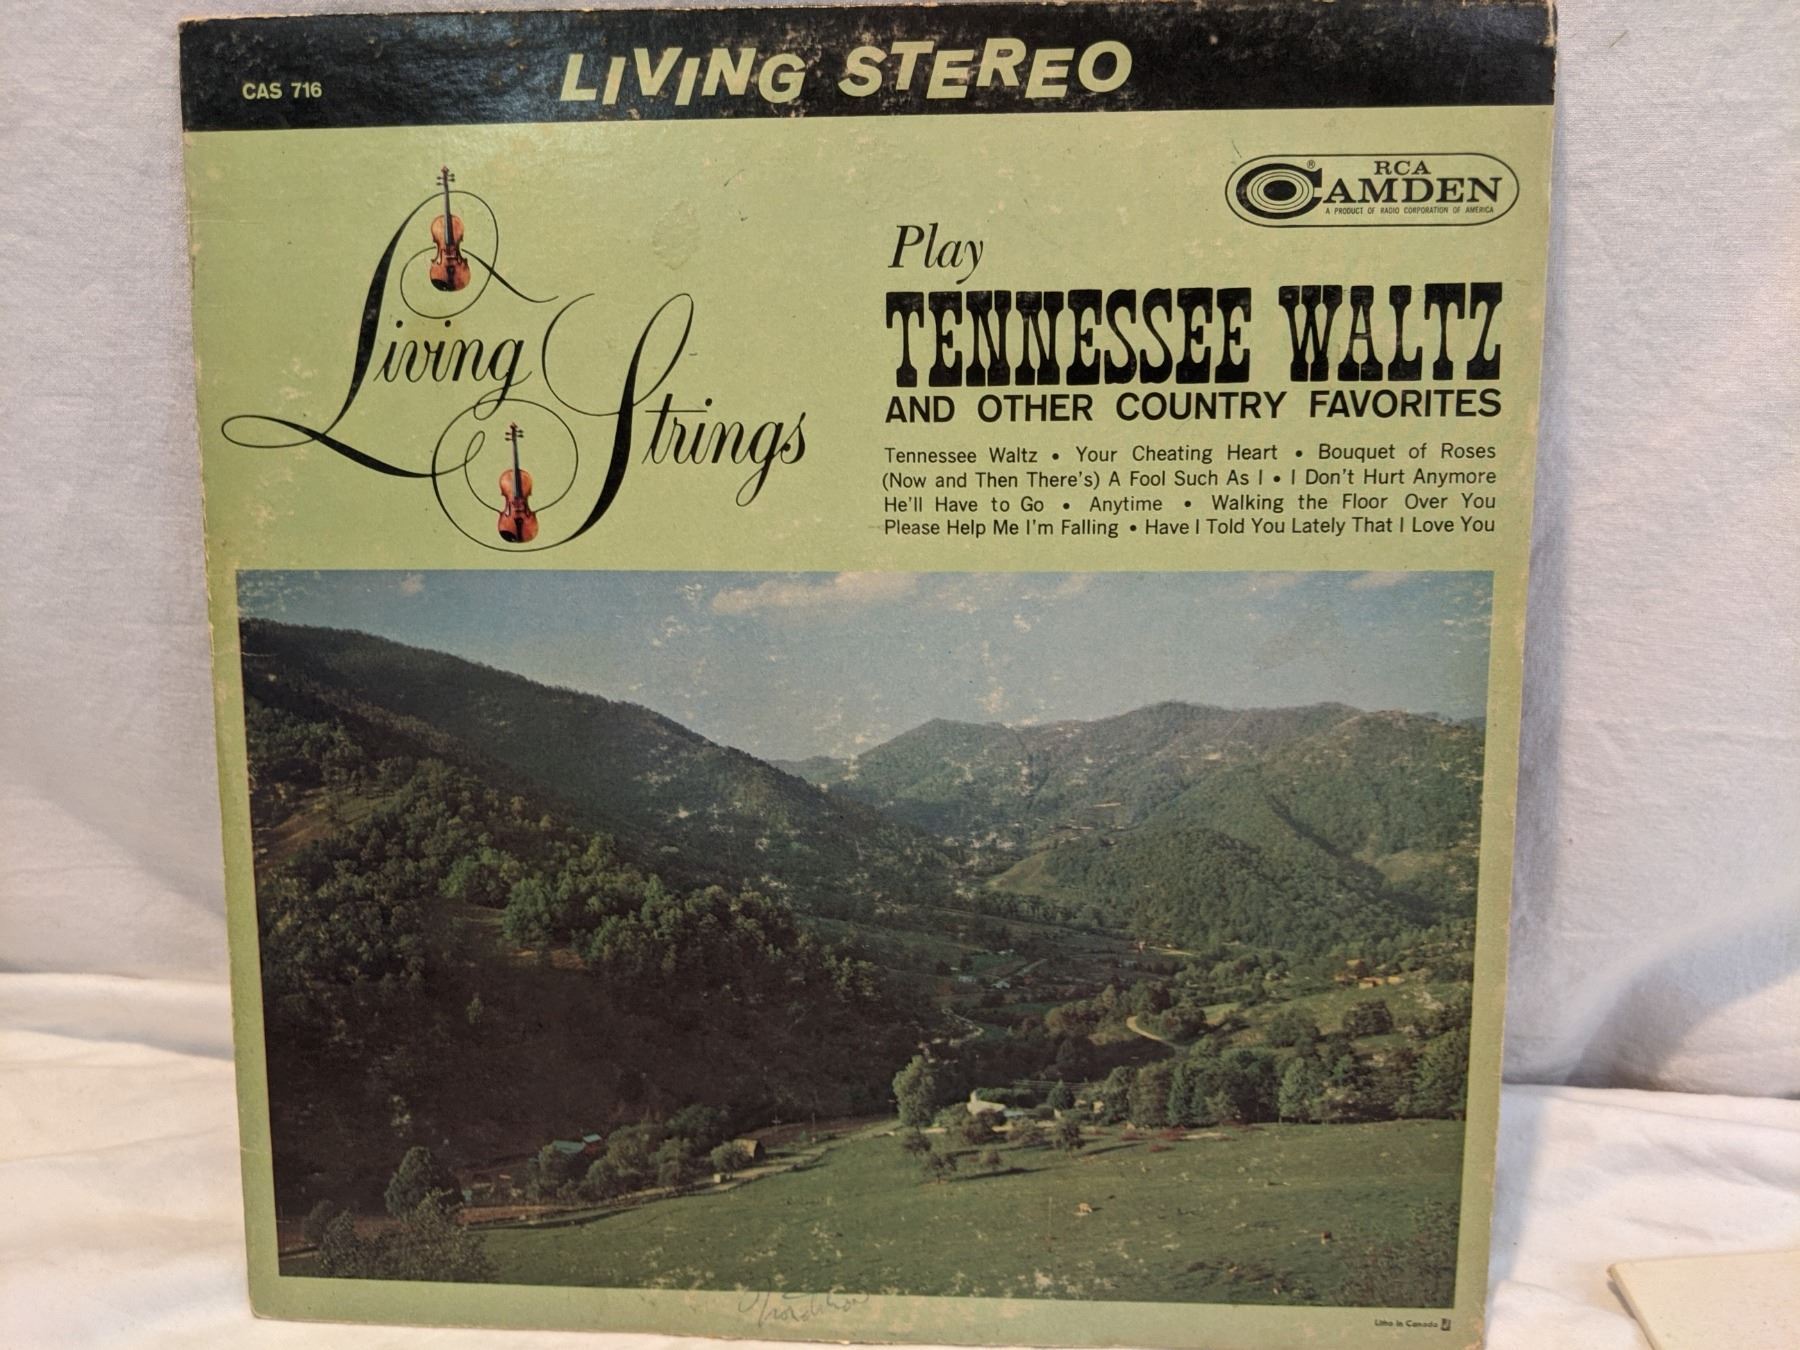 CAS 716
LIVING STEREO
RCA
CAMDEN
®
A PRODUCT OF RADIO CORPORATION OF AMERICA
Living
Strings
Play
TENNESSEE WALTZ
AND OTHER COUNTRY FAVORITES
Tennessee Waltz • Your Cheating Heart • Bouquet of Roses
(Now and Then There's) A Fool Such As I • I Don't Hurt Anymore
He'll Have to Go • Anytime • Walking the Floor Over You
Please Help Me I'm Falling • Have I Told You Lately That I Love You
Litho in Canada